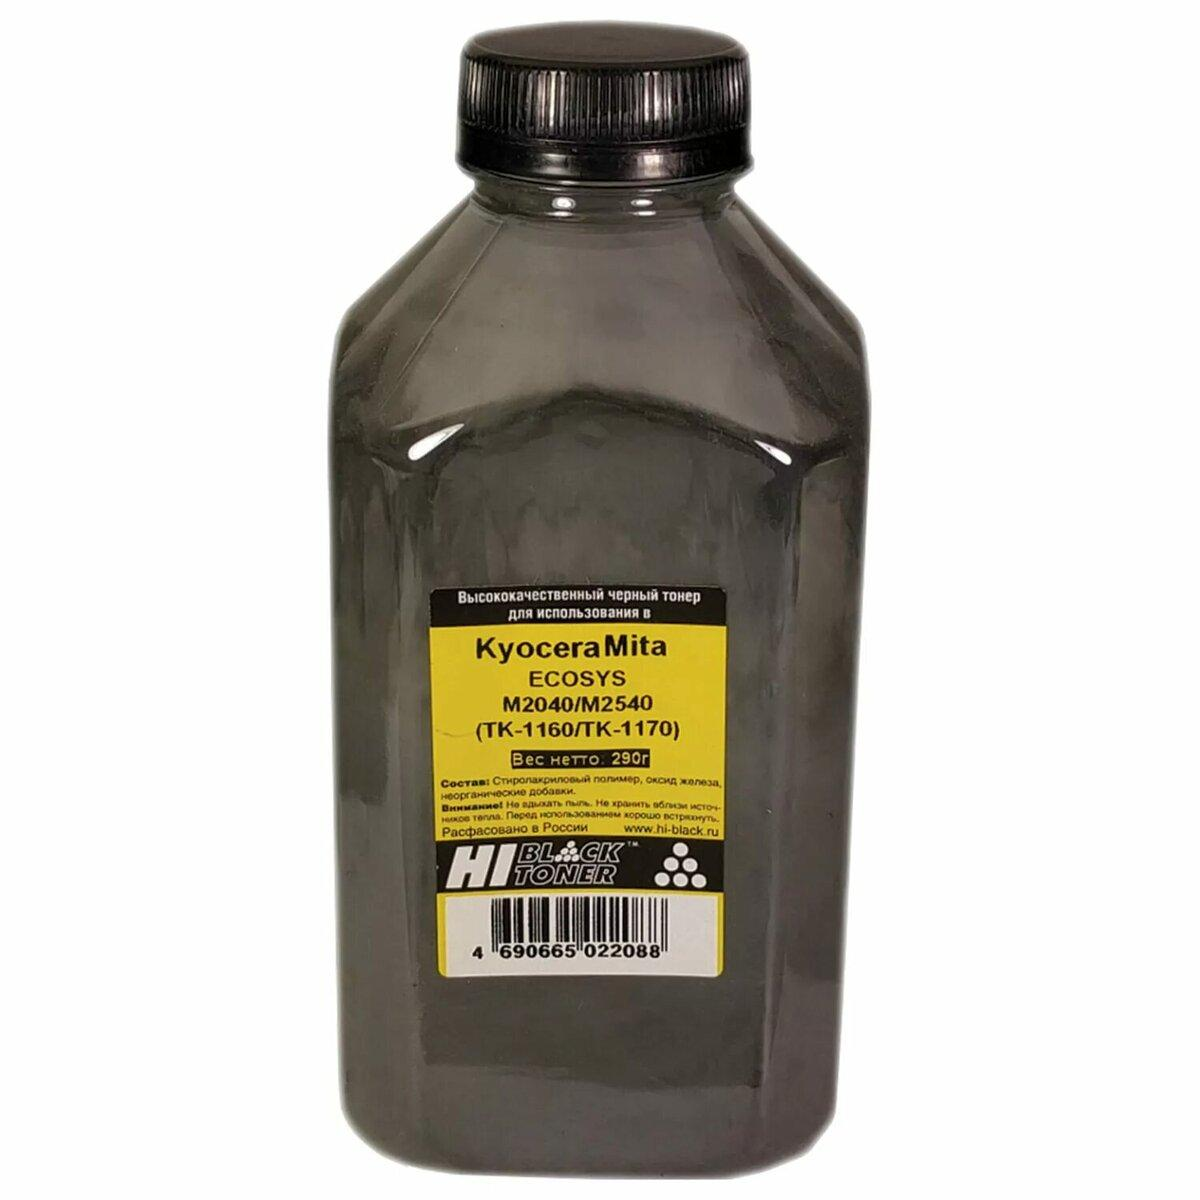 Высококачественный черный тонер
для использования в
KyoceraMita
ECOSYS
M2040/M2540
(TK-1160/TK-1170)
Вес нетто: 290г
Состав: Стиролакриловый полимер, оксид железа,
неорганические добавки.
Внимание! Не вдыхать пыль. Не хранить вблизи источ-
ников тепла. Перед использованием хорошо встряхнуть.
Расфасовано в России www.hi-black.ru
HI BLACK TONER ™
4 690665 022088